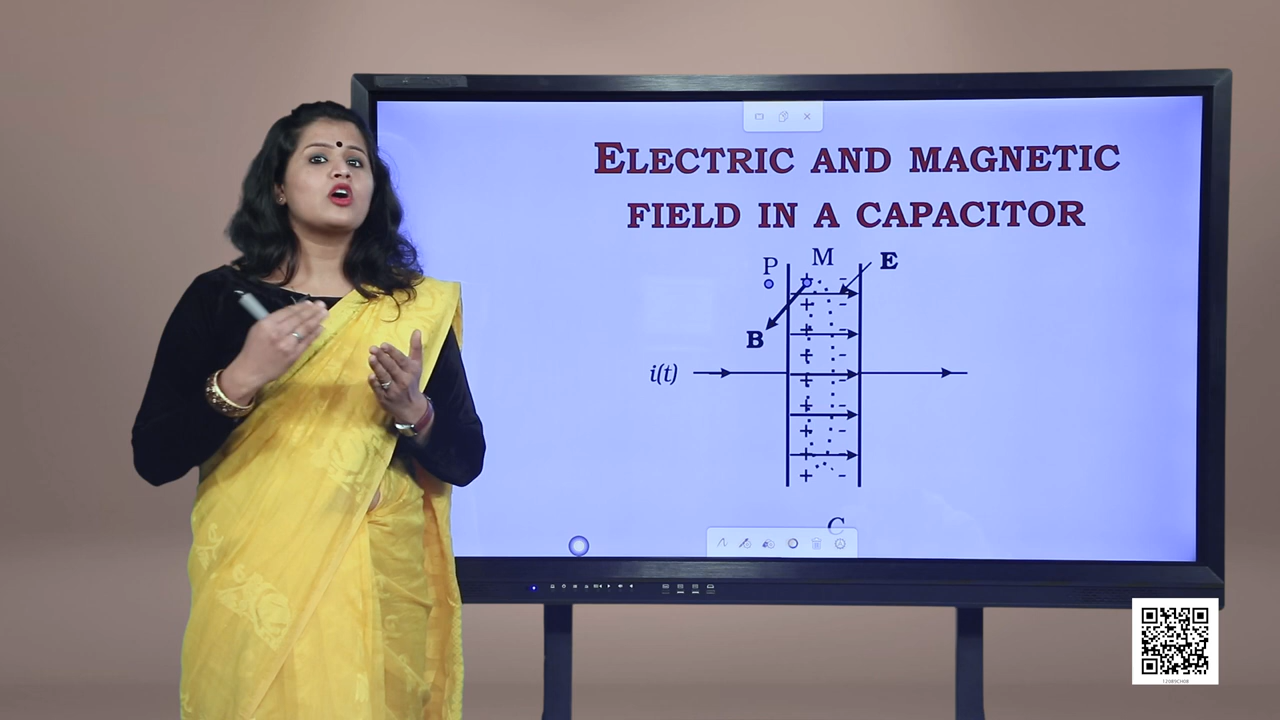 ELECTRIC AND MAGNETIC
FIELD IN A CAPACITOR
P M E
B
i(t)
C